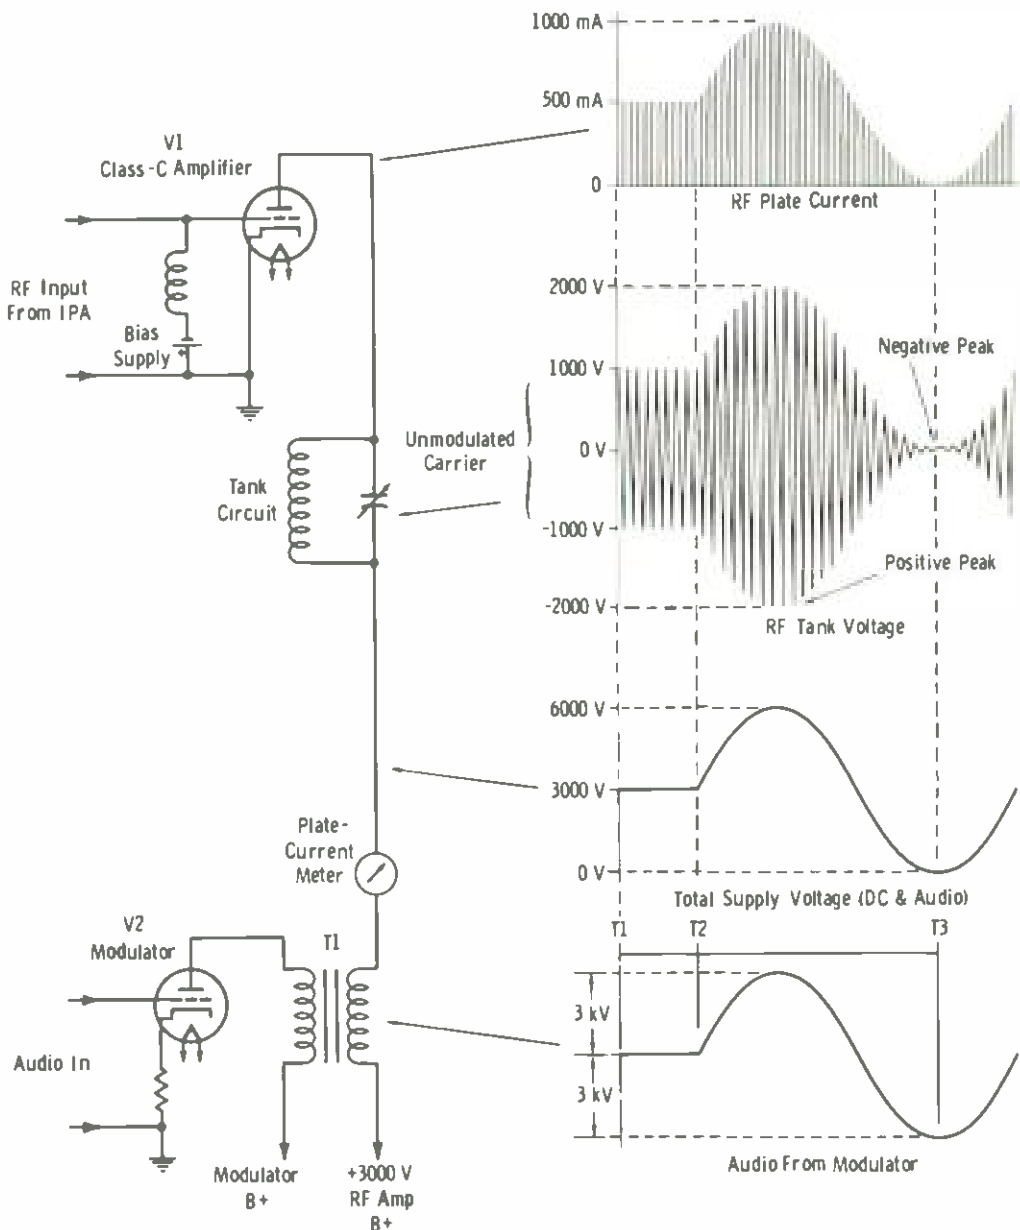 1000 mA
500 mA
0
RF Plate Current
V1
Class-C Amplifier
RF Input
From IPA
Bias
Supply
2000 V
1000 V
0 V
-1000 V
-2000 V
Negative Peak
Positive Peak
RF Tank Voltage
Unmodulated
Carrier
Tank
Circuit
6000 V
3000 V
0 V
Total Supply Voltage (DC & Audio)
Plate-
Current
Meter
V2
Modulator
T1
Audio In
Modulator
B+
+3000 V
RF Amp
B+
T1
T2
T3
3 kV
3 kV
Audio From Modulator